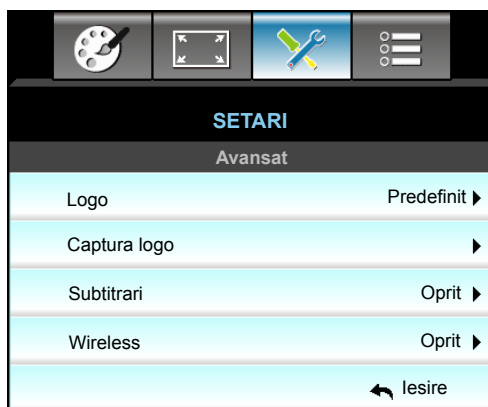 SETARI
Avansat
Logo Predefinit
Captura logo
Subtitrari Oprit
Wireless Oprit
Iesire